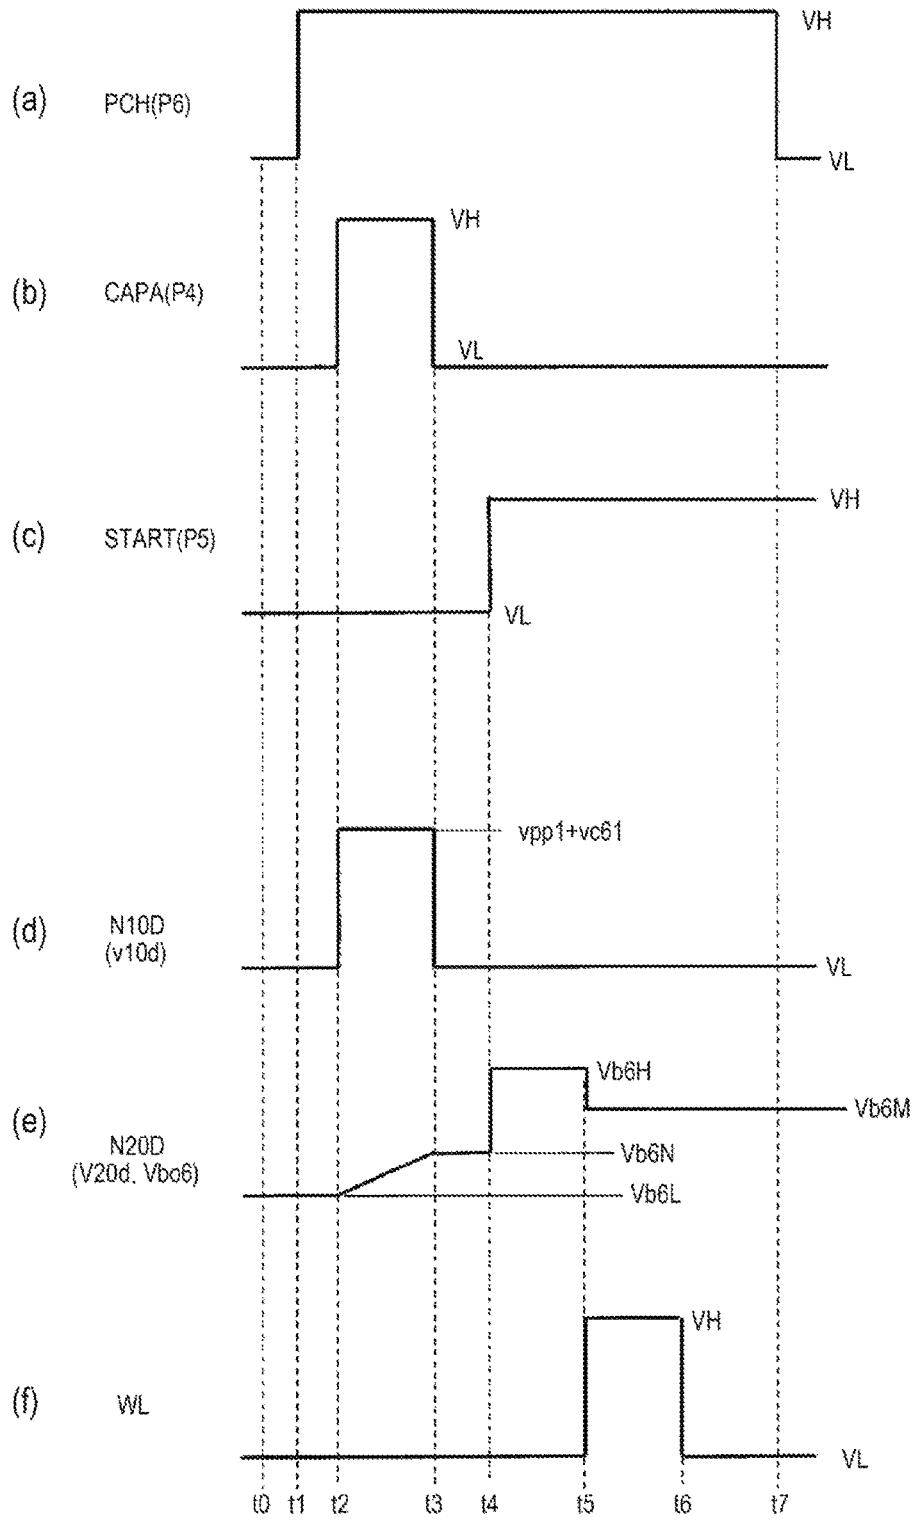 VH
(a) PCH(P6)
VL
VH
(b) CAPA(P4)
VL
VH
(c) START(P5)
VL
vpp1+vc61
(d) N10D
(v10d)
VL
Vb6H
Vb6M
(e) N20D
(V20d, Vbo6)
Vb6N
Vb6L
VH
(f) WL
VL
t0 t1 t2 t3 t4 t5 t6 t7